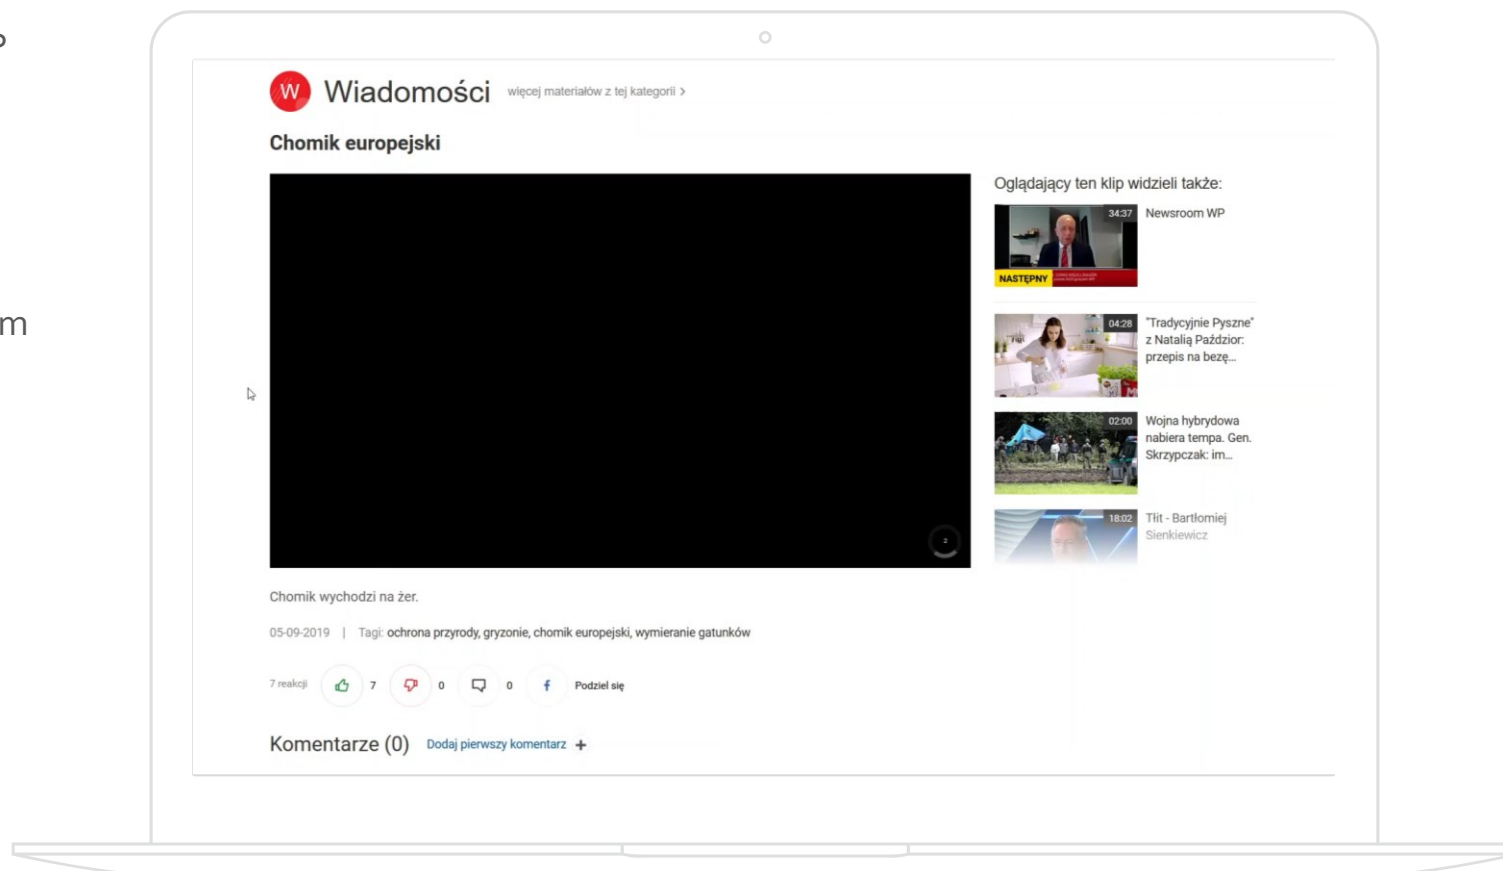 m
W Wiadomości więcej materiałów z tej kategorii >
Chomik europejski
Oglądający ten klip widzieli także:
34:37 Newsroom WP
NASTĘPNY
04:28 "Tradycyjnie Pyszne"
z Natalią Paździor:
przepis na bezę...
02:00 Wojna hybrydowa
nabiera tempa. Gen.
Skrzypczak: im...
18:02 Tłit - Bartłomiej
Sienkiewicz
2
Chomik wychodzi na żer.
05-09-2019 | Tagi: ochrona przyrody, gryzonie, chomik europejski, wymieranie gatunków
7 reakcji 7 0 0 f Podziel się
Komentarze (0) Dodaj pierwszy komentarz +